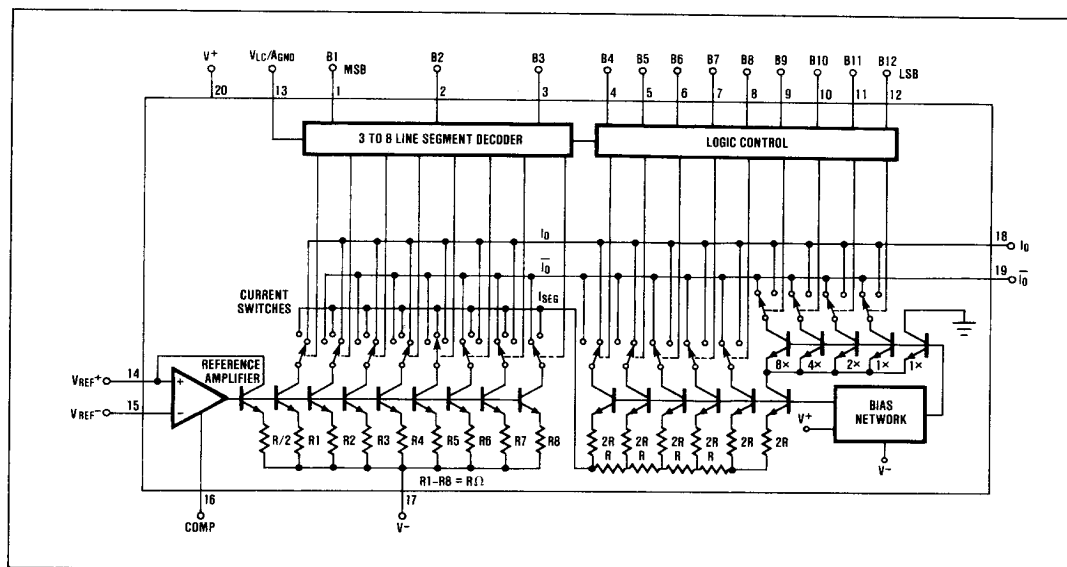 V+ VLC/AGND B1 MSB B2 B3 B4 B5 B6 B7 B8 B9 B10 B11 B12 LSB
20 13 1 2 3 4 5 6 7 8 9 10 11 12
3 TO 8 LINE SEGMENT DECODER
LOGIC CONTROL
IO 18 IO
I̅O̅ 19 I̅O̅
CURRENT
SWITCHES
ISEG
REFERENCE
AMPLIFIER
VREF+ 14 +
VREF- 15 −
8× 4× 2× 1× 1×
BIAS
NETWORK
V+
V−
R/2 R1 R2 R3 R4 R5 R6 R7 R8
2R 2R 2R 2R 2R 2R
R R R R
R1–R8 = RΩ
16 17
COMP V−